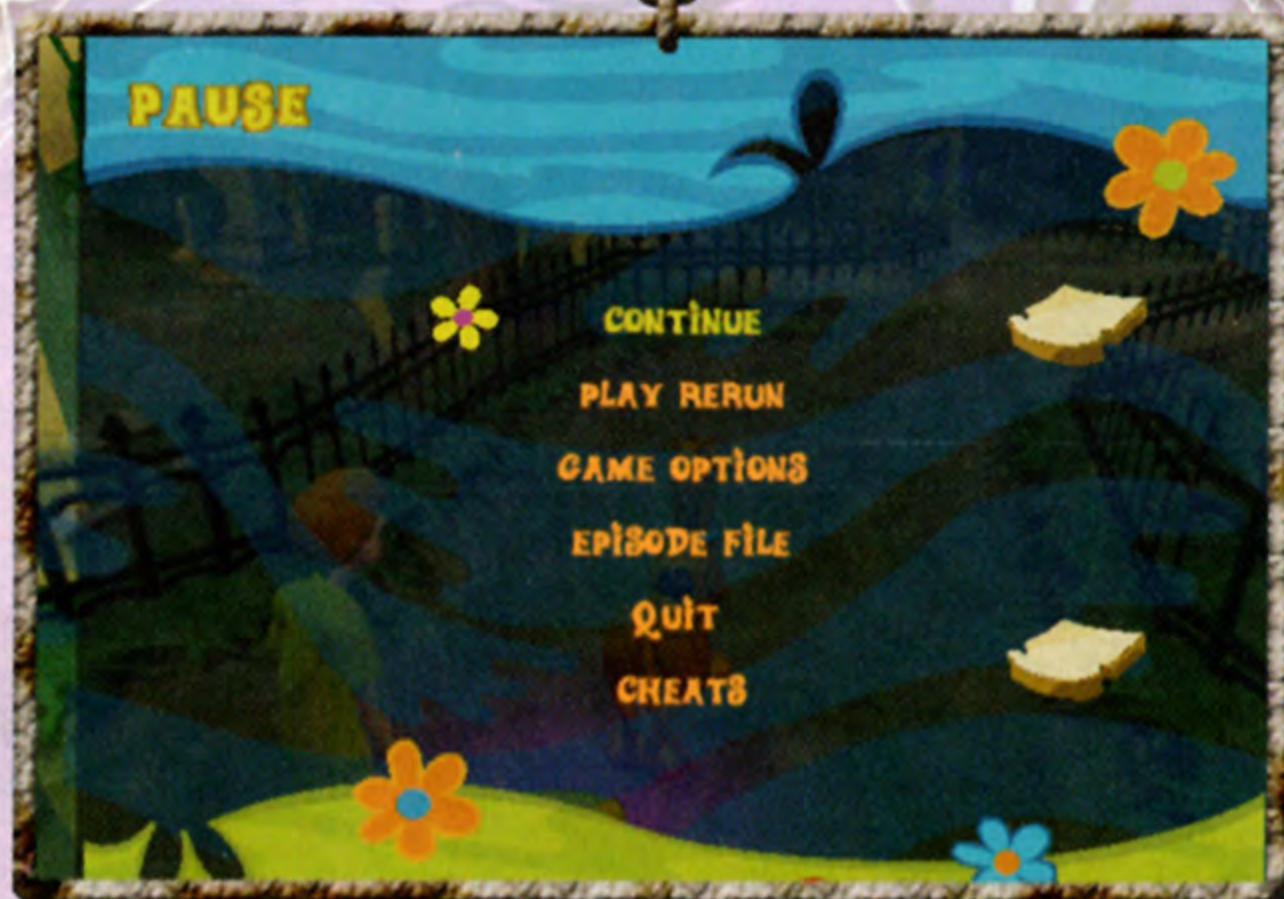 PAUSE
CONTINUE
PLAY RERUN
GAME OPTIONS
EPISODE FILE
QUIT
CHEATS